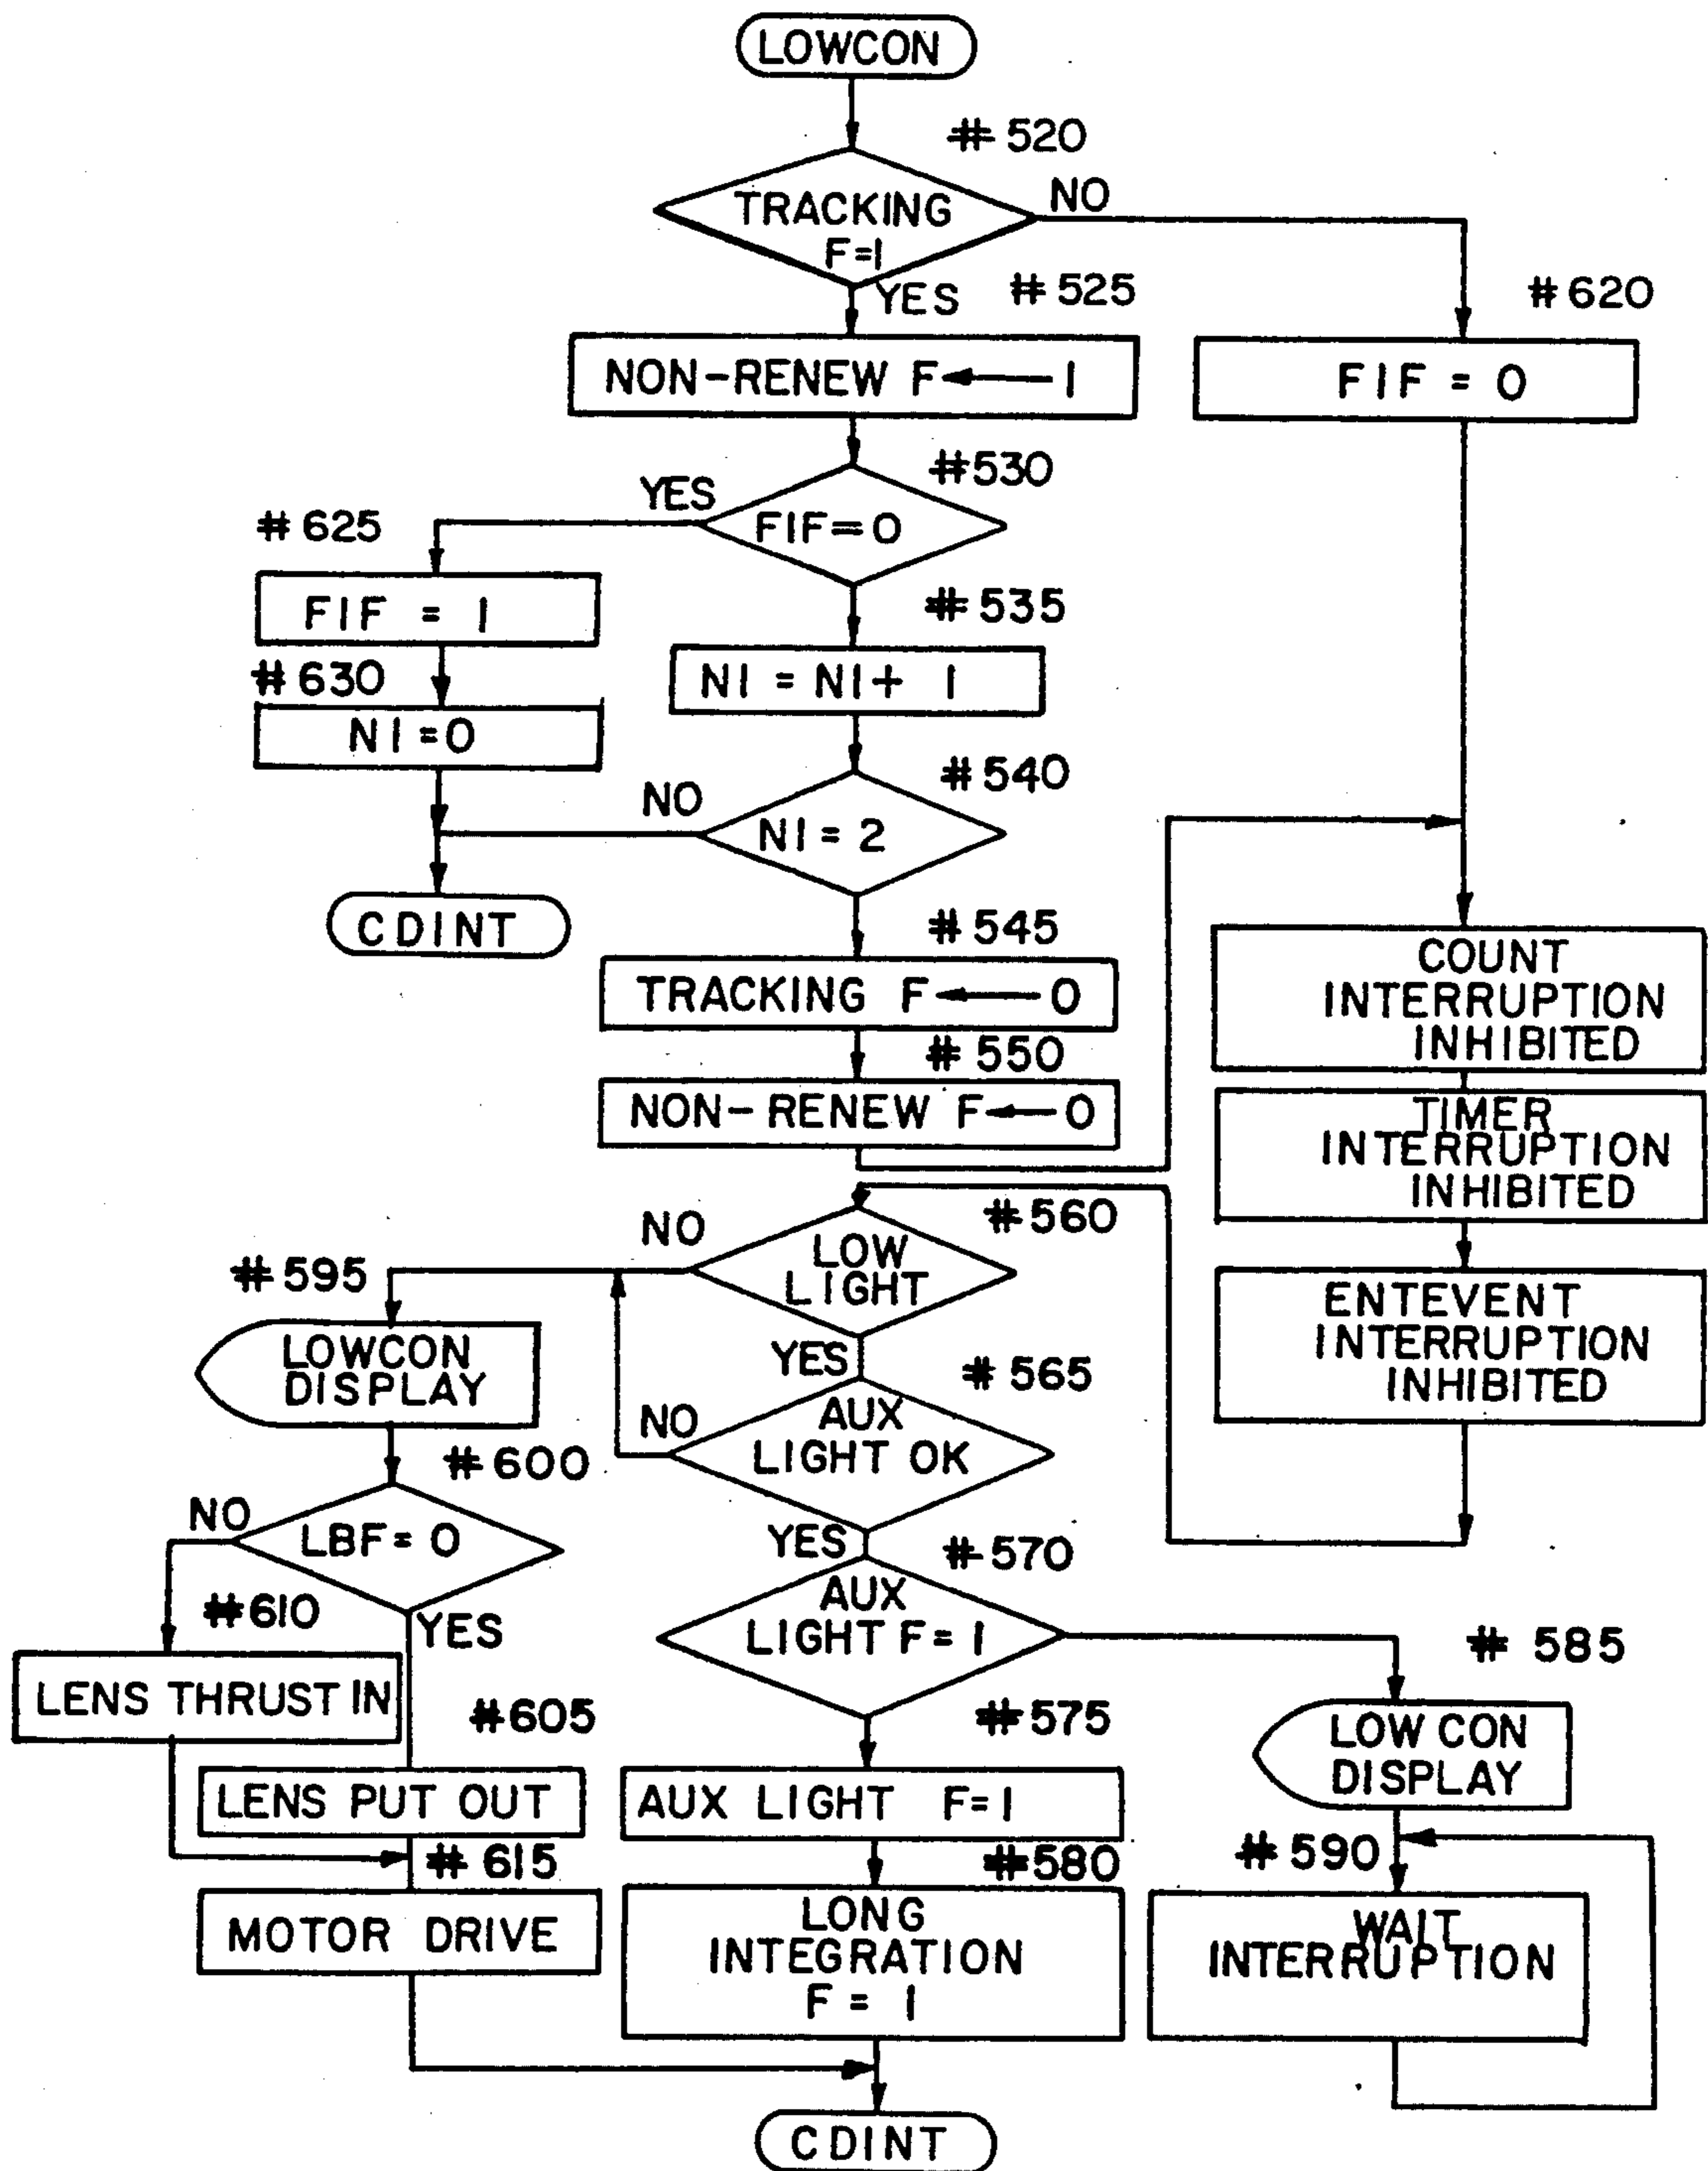 LOWCON
# 520
TRACKING
F=1
NO
YES
# 525
# 620
NON-RENEW F ← 1
FIF = 0
# 530
YES
FIF=0
# 625
FIF = 1
# 535
N1 = N1 + 1
# 630
N1 = 0
# 540
NO
N1 = 2
CDINT
# 545
TRACKING F ← 0
COUNT
INTERRUPTION
INHIBITED
# 550
NON-RENEW F ← 0
TIMER
INTERRUPTION
INHIBITED
# 560
NO
LOW
LIGHT
YES
# 595
LOWCON
DISPLAY
ENTEVENT
INTERRUPTION
INHIBITED
# 565
NO
AUX
LIGHT OK
YES
# 600
NO
LBF = 0
YES
# 570
AUX
LIGHT F = 1
# 610
LENS THRUST IN
# 585
LOW CON
DISPLAY
# 605
LENS PUT OUT
# 575
AUX LIGHT F=1
# 590
WAIT
INTERRUPTION
# 615
MOTOR DRIVE
# 580
LONG
INTEGRATION
F = 1
CDINT